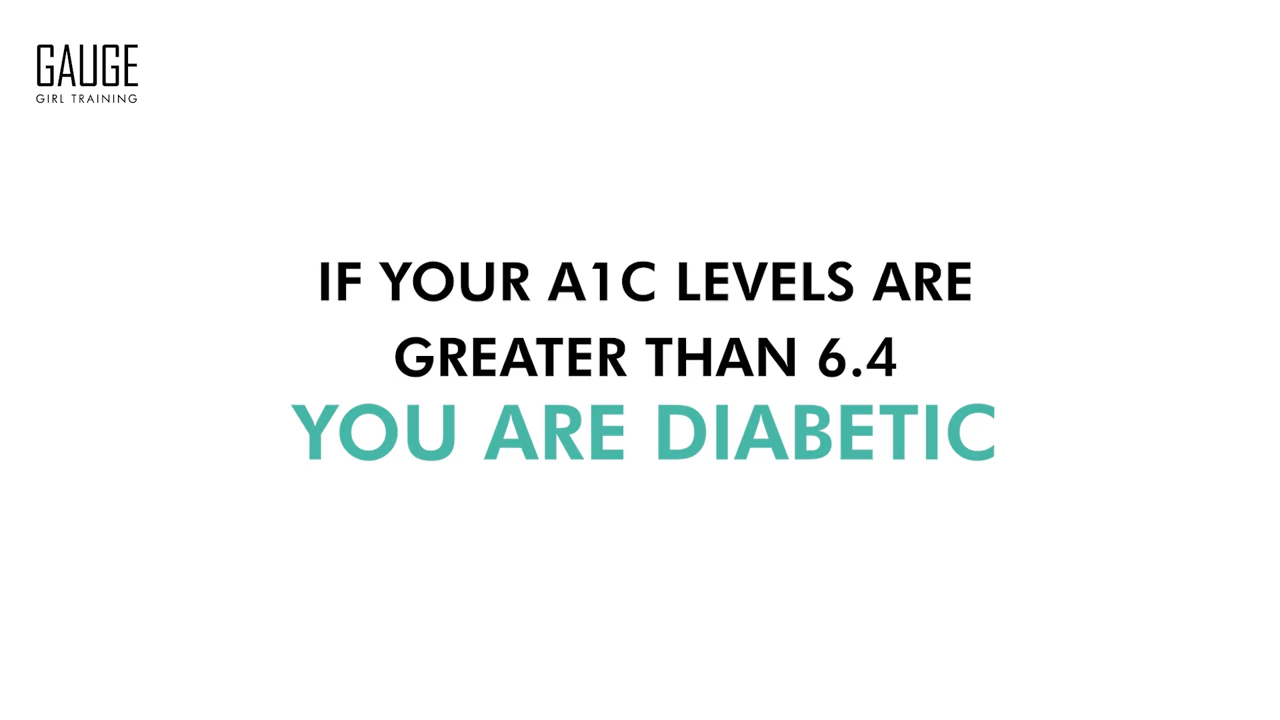 GAUGE
GIRL TRAINING
IF YOUR A1C LEVELS ARE
GREATER THAN 6.4
YOU ARE DIABETIC